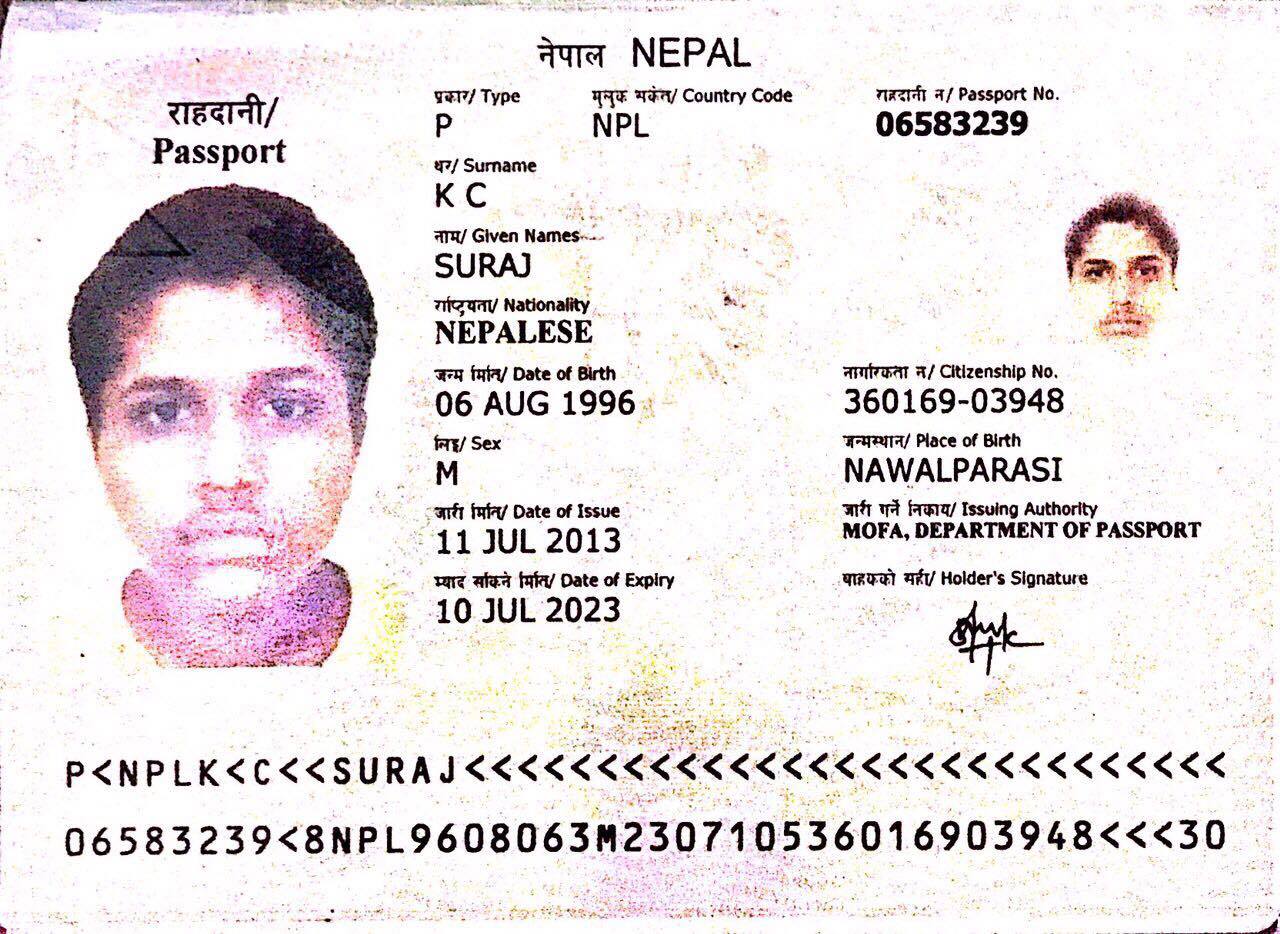 नेपाल NEPAL
राहदानी/
Passport
प्रकार/ Type
P
मुलुक संकेत/ Country Code
NPL
राहदानी नं/ Passport No.
06583239
थर/ Surname
K C
नाम/ Given Names
SURAJ
राष्ट्रियता/ Nationality
NEPALESE
जन्म मिति/ Date of Birth
06 AUG 1996
नागरिकता नं/ Citizenship No.
360169-03948
लिङ्ग/ Sex
M
जन्मस्थान/ Place of Birth
NAWALPARASI
जारी मिति/ Date of Issue
11 JUL 2013
जारी गर्ने निकाय/ Issuing Authority
MOFA, DEPARTMENT OF PASSPORT
म्याद सकिने मिति/ Date of Expiry
10 JUL 2023
वाहकको सही/ Holder's Signature
P<NPLK<C<<SURAJ<<<<<<<<<<<<<<<<<<<<<<<<<<<<<
06583239<8NPL9608063M230710536016903948<<<30